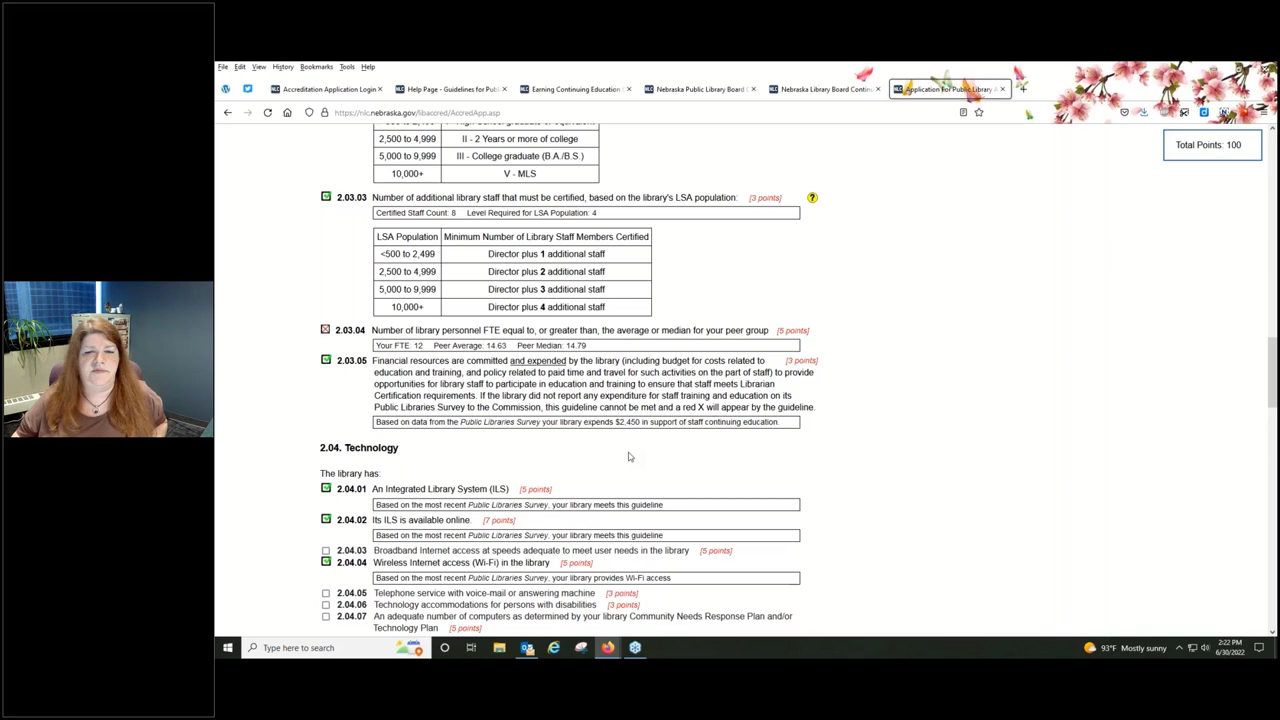 File Edit View History Bookmarks Tools Help
Accreditation Application Login
Help Page - Guidelines for Publ
Earning Continuing Education
Nebraska Public Library Board C
Nebraska Library Board Contin
Application For Public Library A
nlc.nebraska.gov/libaccred/AccredApp.asp
Total Points: 100
2,500 to 4,999 II - 2 Years or more of college
5,000 to 9,999 III - College graduate (B.A./B.S.)
10,000+ V - MLS
2.03.03 Number of additional library staff that must be certified, based on the library's LSA population: [3 points] ?
Certified Staff Count: 8 Level Required for LSA Population: 4
LSA Population Minimum Number of Library Staff Members Certified
<500 to 2,499 Director plus 1 additional staff
2,500 to 4,999 Director plus 2 additional staff
5,000 to 9,999 Director plus 3 additional staff
10,000+ Director plus 4 additional staff
2.03.04 Number of library personnel FTE equal to, or greater than, the average or median for your peer group [5 points]
Your FTE: 12 Peer Average: 14.63 Peer Median: 14.79
2.03.05 Financial resources are committed and expended by the library (including budget for costs related to [3 points]
education and training, and policy related to paid time and travel for such activities on the part of staff) to provide
opportunities for library staff to participate in education and training to ensure that staff meets Librarian
Certification requirements. If the library did not report any expenditure for staff training and education on its
Public Libraries Survey to the Commission, this guideline cannot be met and a red X will appear by the guideline.
Based on data from the Public Libraries Survey your library expends $2,450 in support of staff continuing education.
2.04. Technology
The library has:
2.04.01 An Integrated Library System (ILS) [5 points]
Based on the most recent Public Libraries Survey, your library meets this guideline
2.04.02 Its ILS is available online. [7 points]
Based on the most recent Public Libraries Survey, your library meets this guideline
2.04.03 Broadband Internet access at speeds adequate to meet user needs in the library [5 points]
2.04.04 Wireless Internet access (Wi-Fi) in the library [5 points]
Based on the most recent Public Libraries Survey, your library provides Wi-Fi access
2.04.05 Telephone service with voice-mail or answering machine [3 points]
2.04.06 Technology accommodations for persons with disabilities [3 points]
2.04.07 An adequate number of computers as determined by your library Community Needs Response Plan and/or
Technology Plan [5 points]
Type here to search
93°F Mostly sunny
2:22 PM
6/30/2022